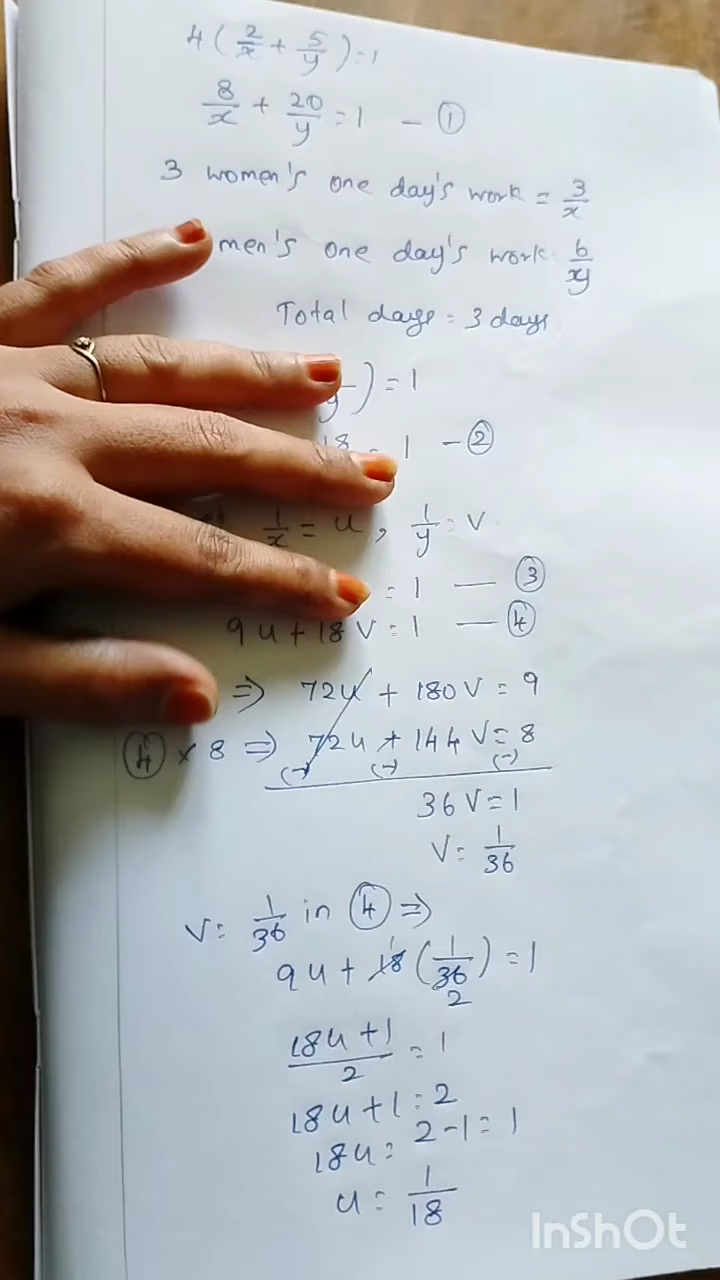 4 ( 2/x + 5/y ) = 1
8/x + 20/y = 1 - ①
3 women's one day's work = 3/x
men's one day's work = 6/xy
Total days = 3 days
) = 1
18 = 1 - ②
1/x = u, 1/y = v
= 1 — ③
9u + 18v = 1 — ④
⇒ 72u + 180v = 9
④ × 8 ⇒ 72u + 144v = 8
(-) (-) (-)
36v = 1
v = 1/36
v = 1/36 in ④ ⇒
9u + 18 1 ( 1/36 2 ) = 1
18u + 1 / 2 = 1
18u + 1 = 2
18u = 2 - 1 = 1
u = 1/18
InShOt